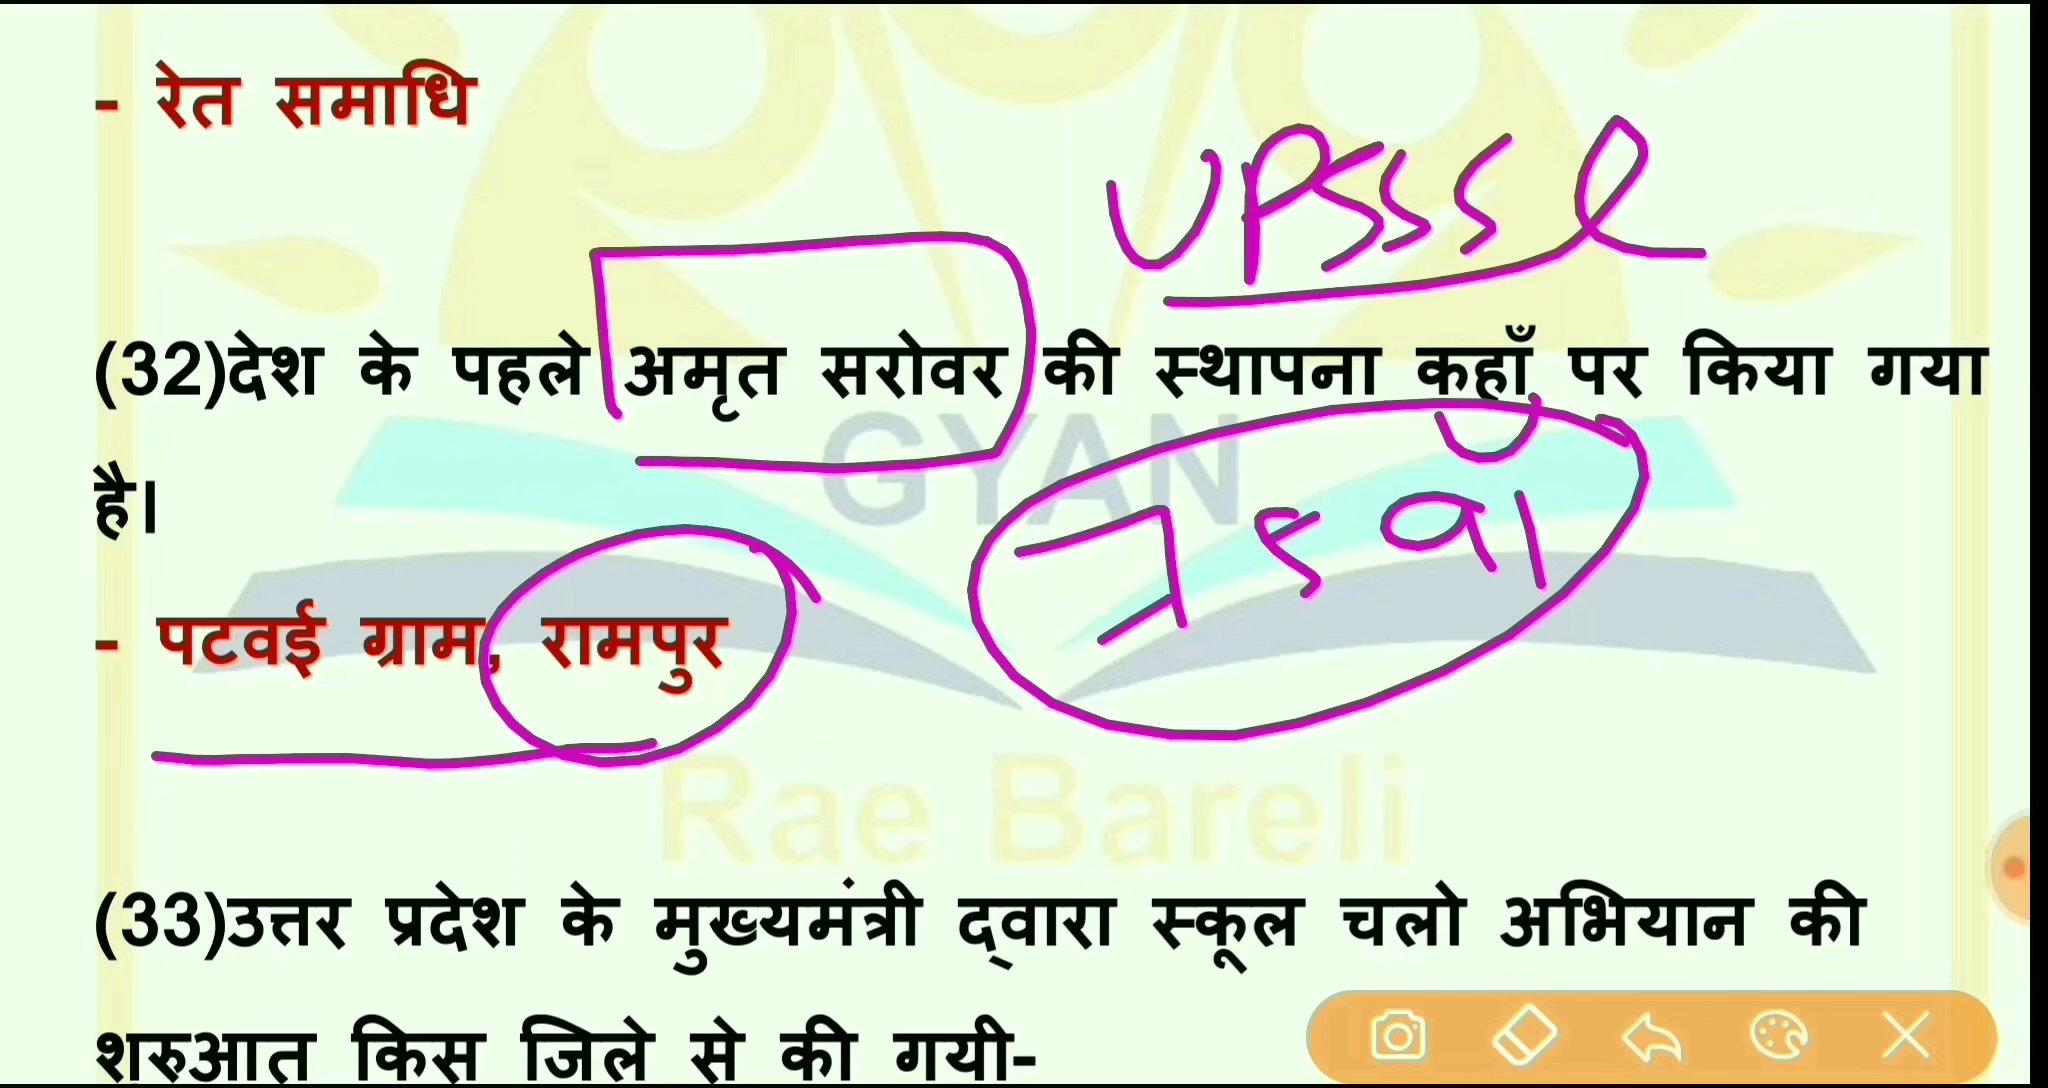 - रेत समाधि
UPSSSC
(32)देश के पहले अमृत सरोवर की स्थापना कहाँ पर किया गया
है।
GYAN
75वाँ
- पटवई ग्राम, रामपुर
Rae Bareli
(33)उत्तर प्रदेश के मुख्यमंत्री द्वारा स्कूल चलो अभियान की
शरुआत किस जिले से की गयी-